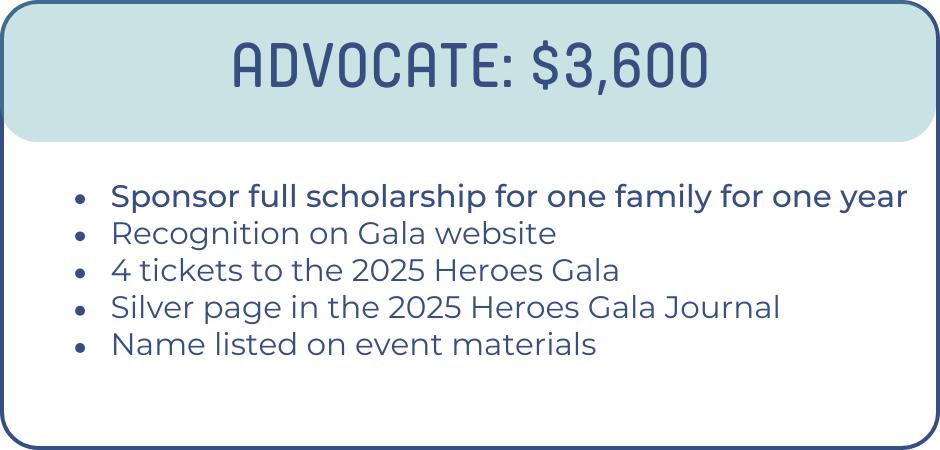 ADVOCATE: $3,600
• Sponsor full scholarship for one family for one year
• Recognition on Gala website
• 4 tickets to the 2025 Heroes Gala
• Silver page in the 2025 Heroes Gala Journal
• Name listed on event materials